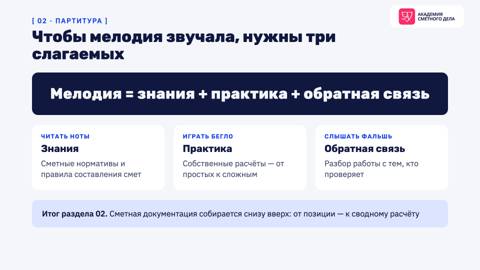 [ 02 · ПАРТИТУРА ]
АКАДЕМИЯ
СМЕТНОГО ДЕЛА
Чтобы мелодия звучала, нужны три
слагаемых
Мелодия = знания + практика + обратная связь
ЧИТАТЬ НОТЫ
Знания
Сметные нормативы и
правила составления смет
ИГРАТЬ БЕГЛО
Практика
Собственные расчёты — от
простых к сложным
СЛЫШАТЬ ФАЛЬШЬ
Обратная связь
Разбор работы с тем, кто
проверяет
Итог раздела 02. Сметная документация собирается снизу вверх: от позиции — к сводному расчёту